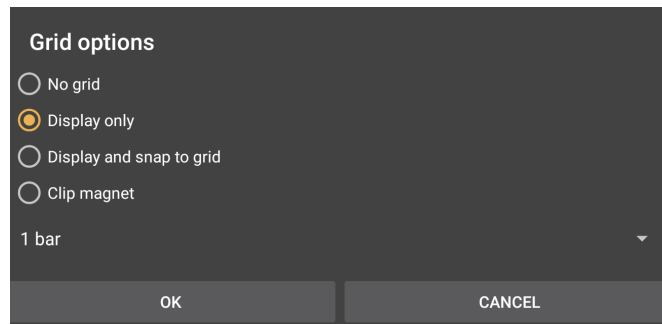 Grid options
No grid
Display only
Display and snap to grid
Clip magnet
1 bar
OK
CANCEL